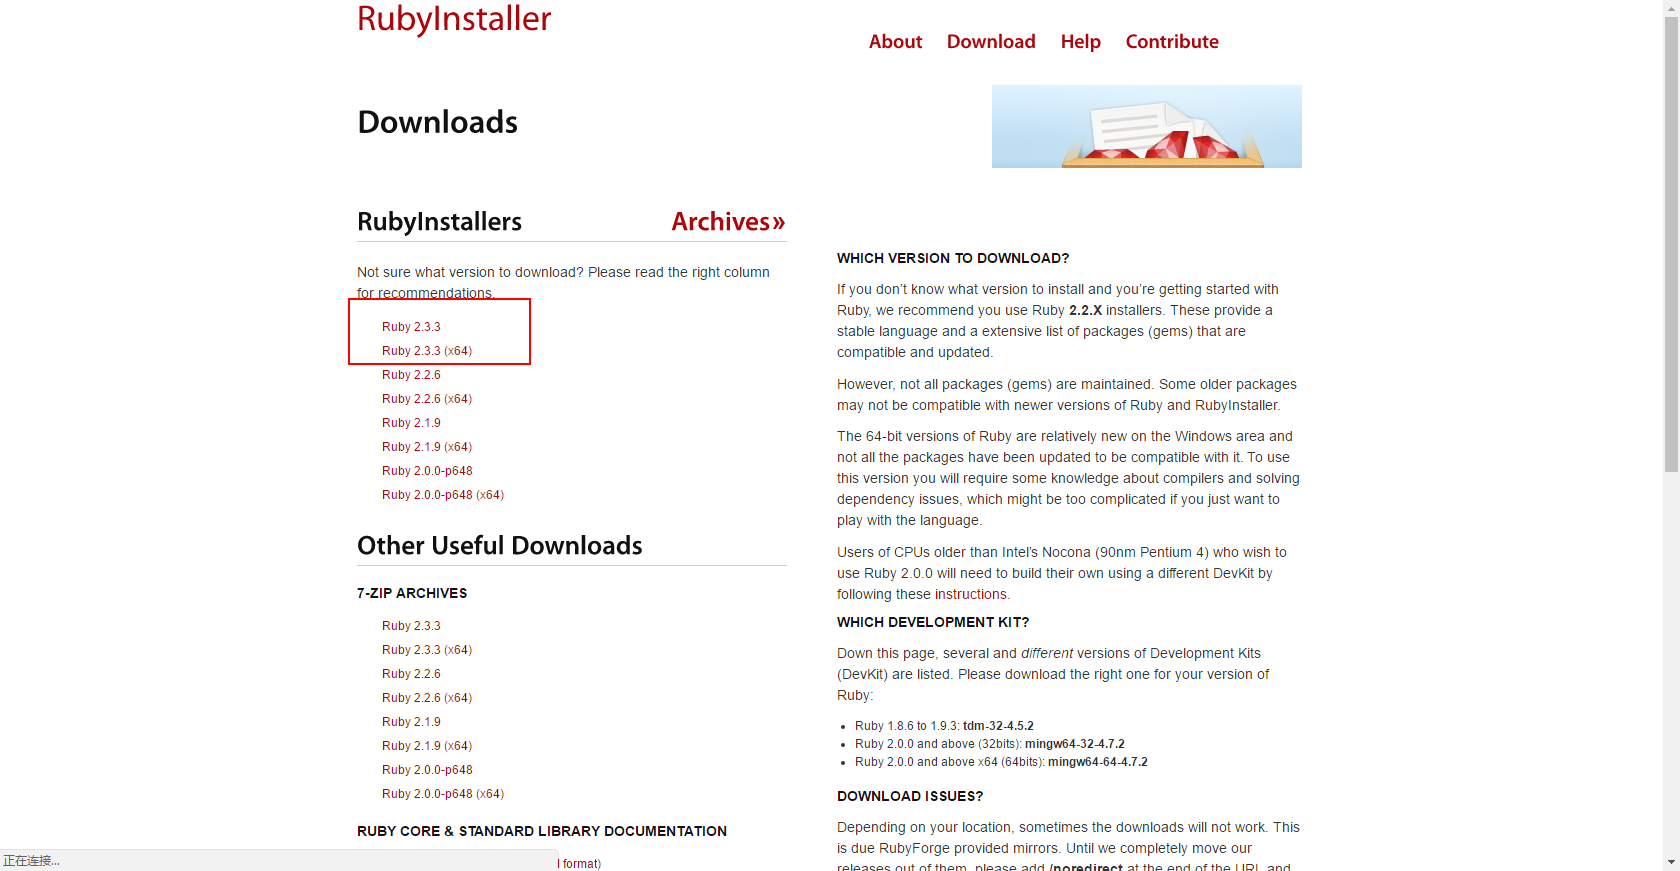 RubyInstaller
About Download Help Contribute
Downloads
RubyInstallers
Archives»
Not sure what version to download? Please read the right column
for recommendations.
Ruby 2.3.3
Ruby 2.3.3 (x64)
Ruby 2.2.6
Ruby 2.2.6 (x64)
Ruby 2.1.9
Ruby 2.1.9 (x64)
Ruby 2.0.0-p648
Ruby 2.0.0-p648 (x64)
Other Useful Downloads
7-ZIP ARCHIVES
Ruby 2.3.3
Ruby 2.3.3 (x64)
Ruby 2.2.6
Ruby 2.2.6 (x64)
Ruby 2.1.9
Ruby 2.1.9 (x64)
Ruby 2.0.0-p648
Ruby 2.0.0-p648 (x64)
RUBY CORE & STANDARD LIBRARY DOCUMENTATION
format)
WHICH VERSION TO DOWNLOAD?
If you don’t know what version to install and you’re getting started with
Ruby, we recommend you use Ruby 2.2.X installers. These provide a
stable language and a extensive list of packages (gems) that are
compatible and updated.
However, not all packages (gems) are maintained. Some older packages
may not be compatible with newer versions of Ruby and RubyInstaller.
The 64-bit versions of Ruby are relatively new on the Windows area and
not all the packages have been updated to be compatible with it. To use
this version you will require some knowledge about compilers and solving
dependency issues, which might be too complicated if you just want to
play with the language.
Users of CPUs older than Intel’s Nocona (90nm Pentium 4) who wish to
use Ruby 2.0.0 will need to build their own using a different DevKit by
following these instructions.
WHICH DEVELOPMENT KIT?
Down this page, several and different versions of Development Kits
(DevKit) are listed. Please download the right one for your version of
Ruby:
Ruby 1.8.6 to 1.9.3: tdm-32-4.5.2
Ruby 2.0.0 and above (32bits): mingw64-32-4.7.2
Ruby 2.0.0 and above x64 (64bits): mingw64-64-4.7.2
DOWNLOAD ISSUES?
Depending on your location, sometimes the downloads will not work. This
is due RubyForge provided mirrors. Until we completely move our
releases out of them, please add /noredirect at the end of the URL and
正在连接...